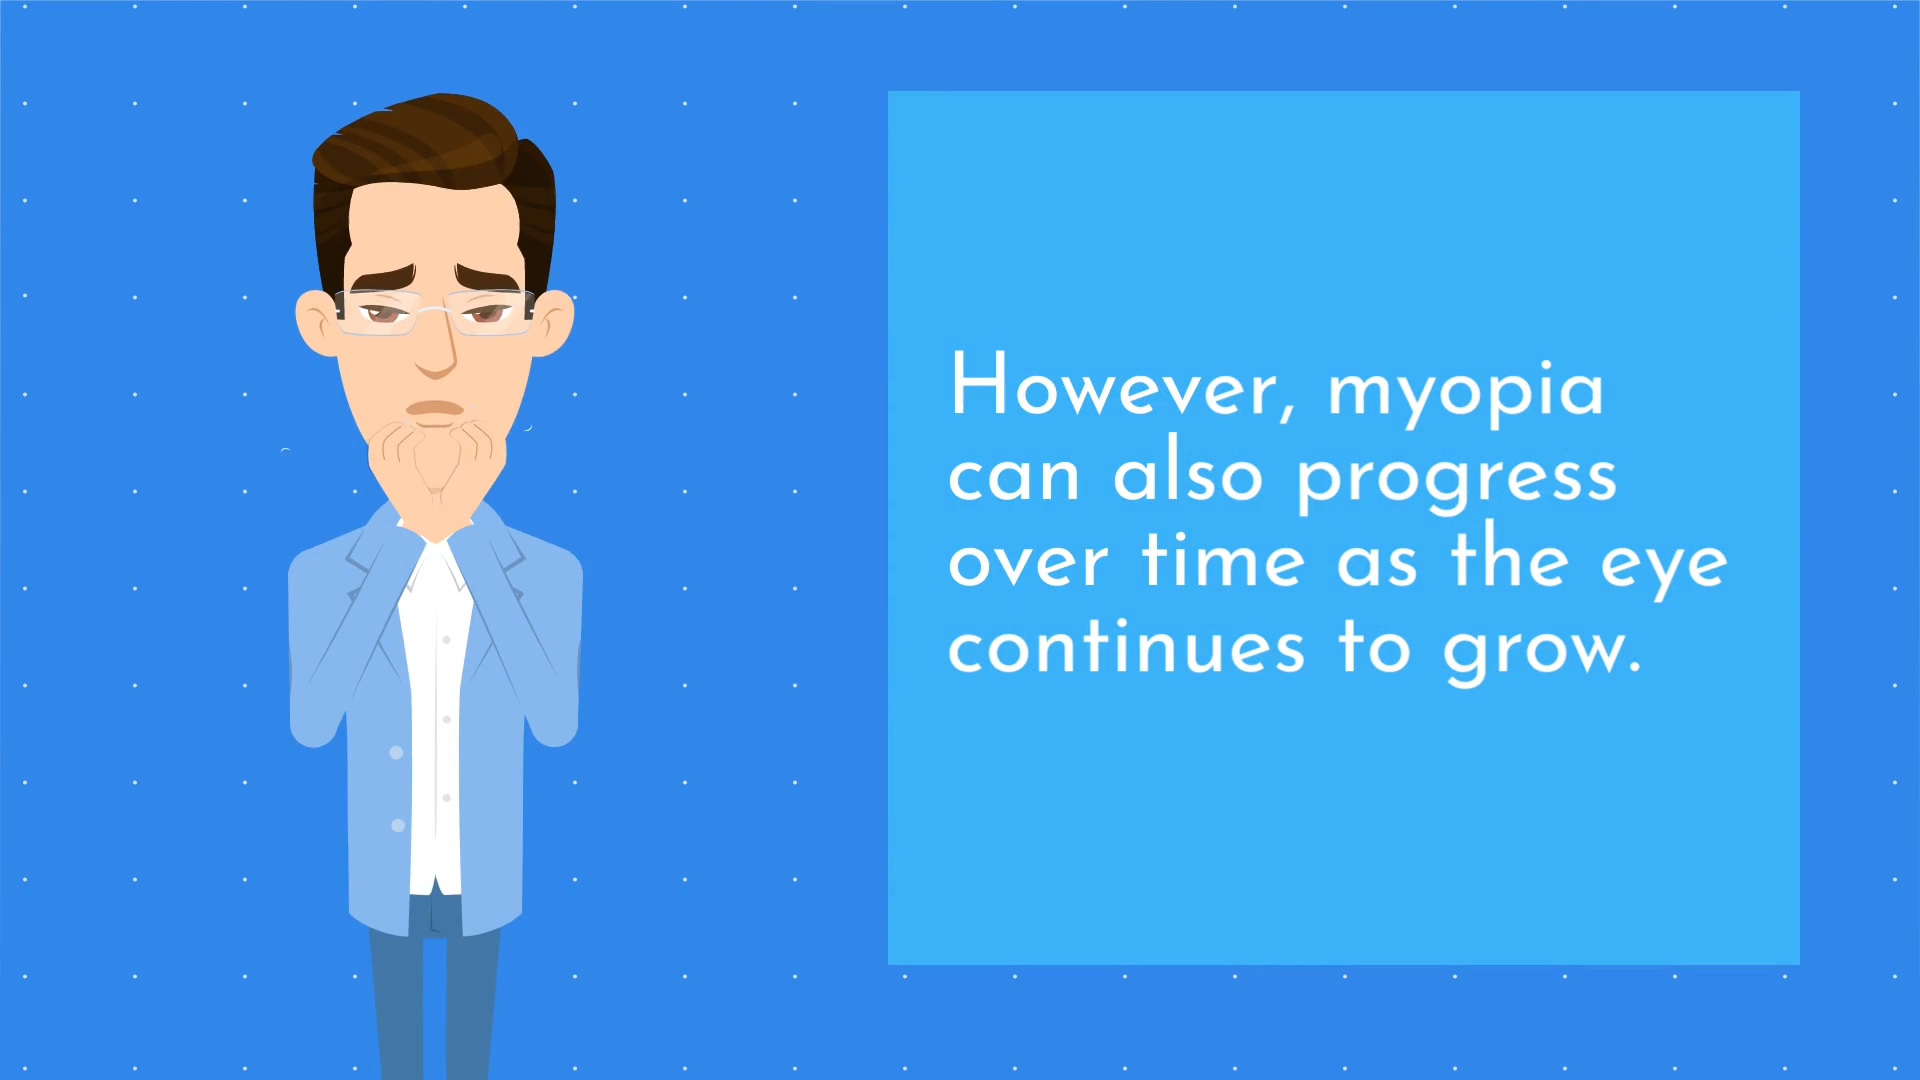 However, myopia
can also progress
over time as the eye
continues to grow.